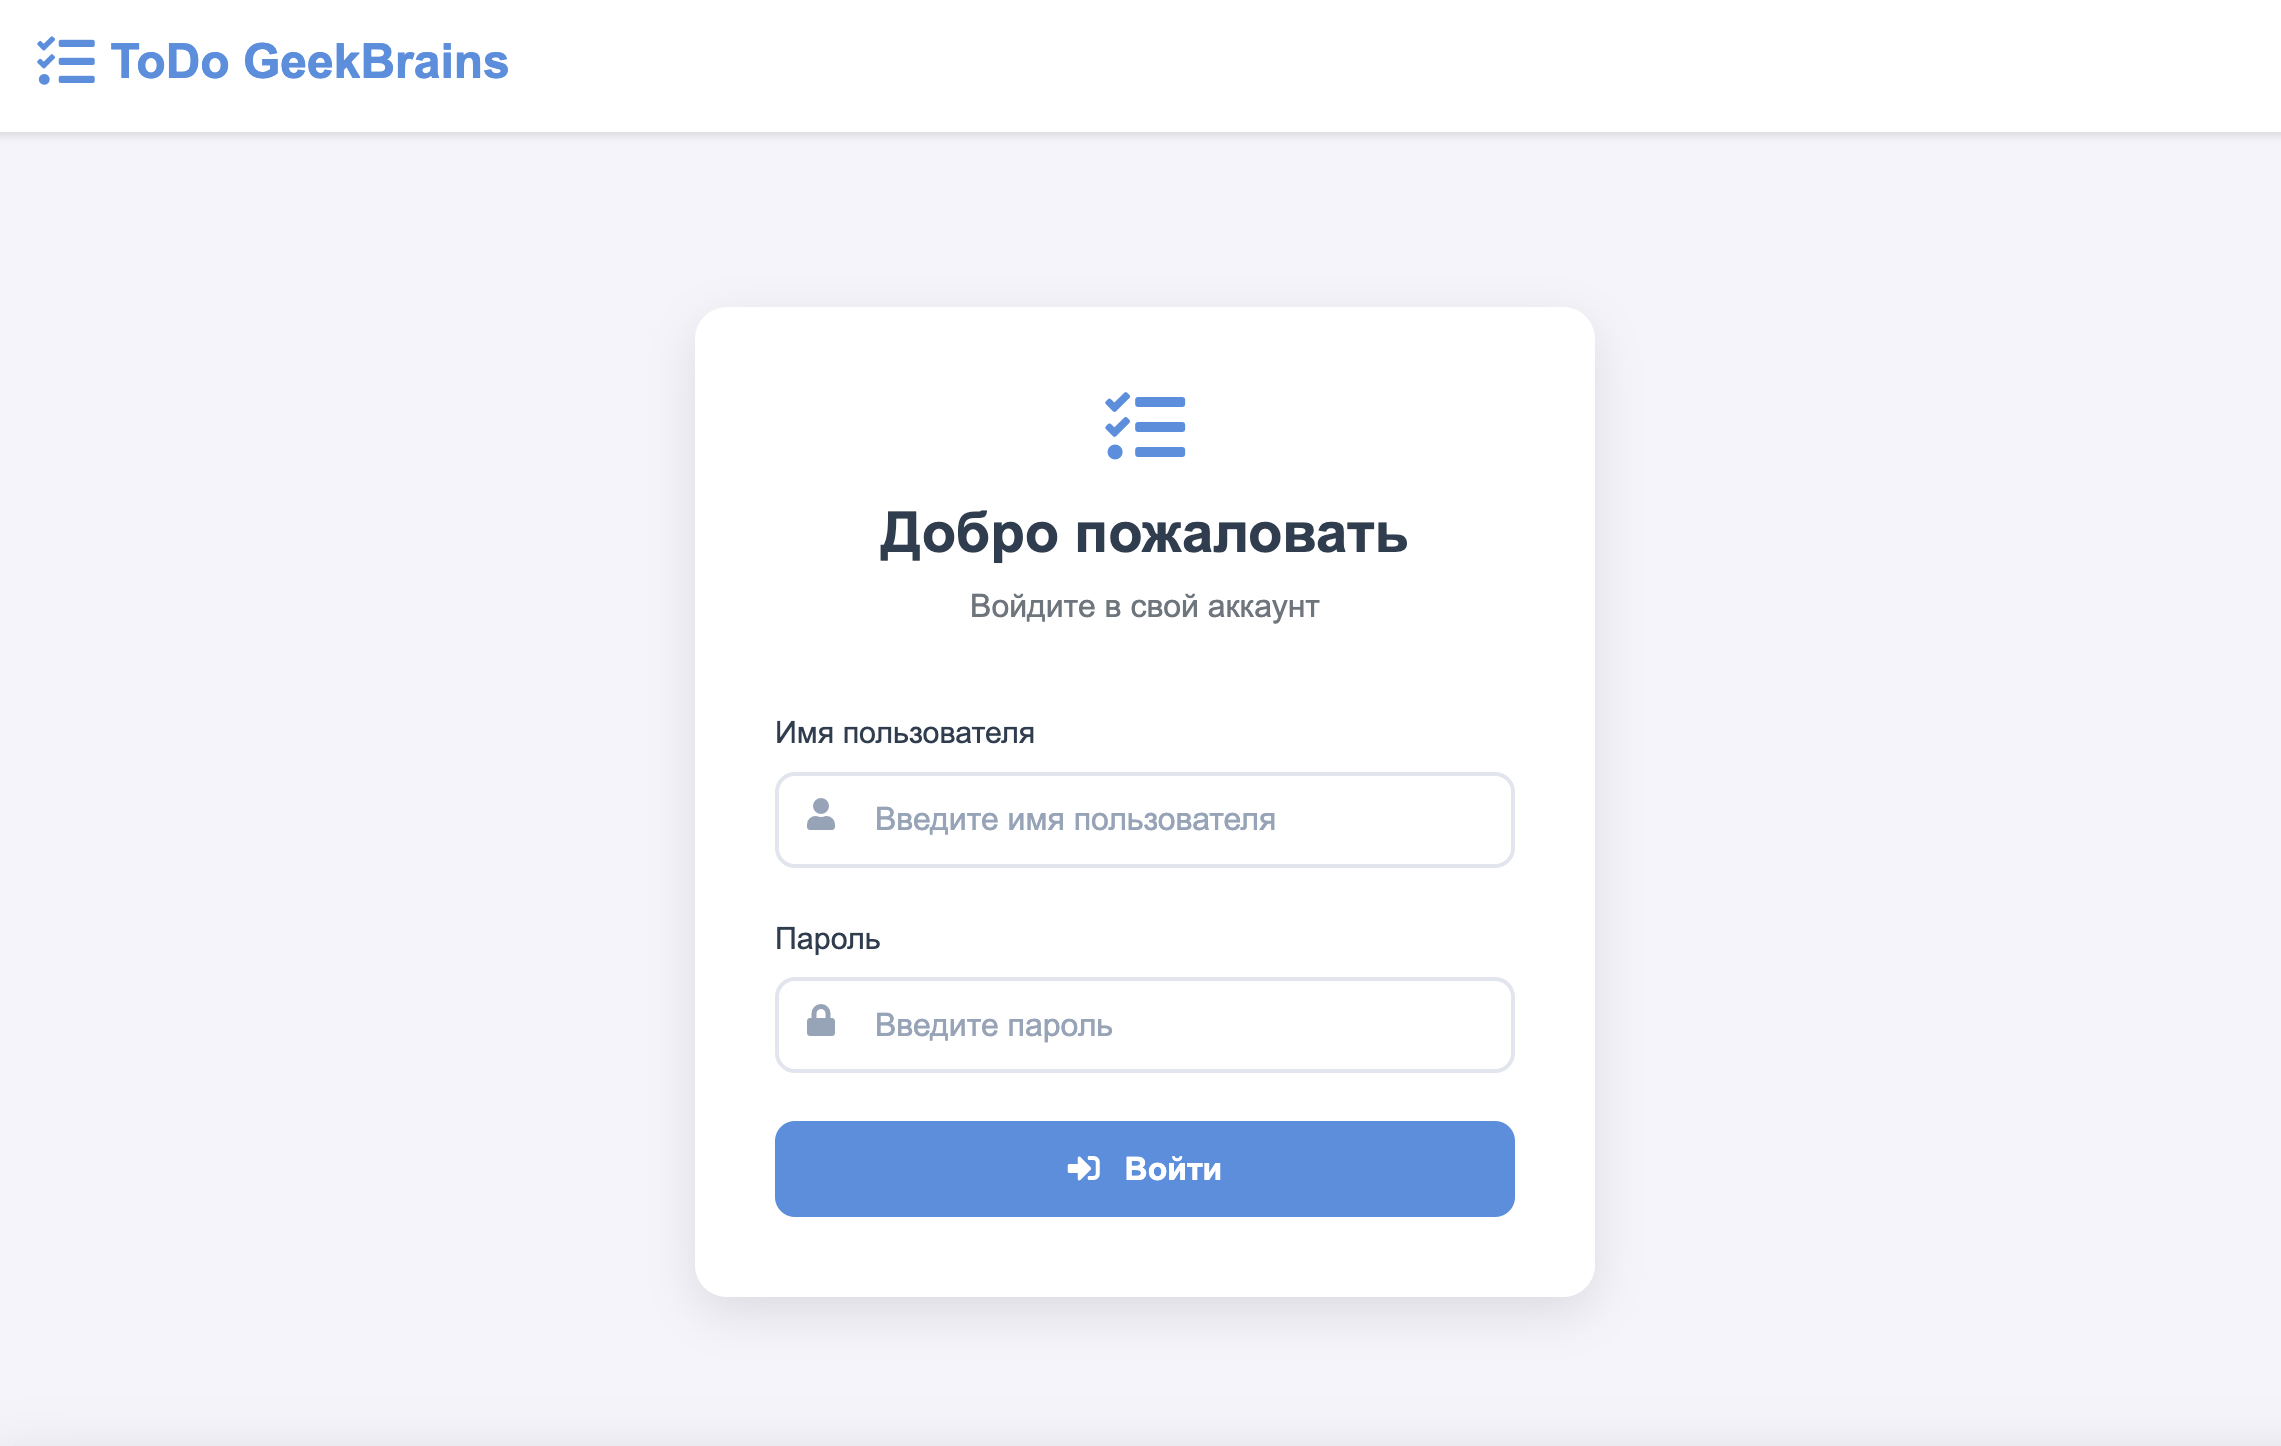 ToDo GeekBrains
Добро пожаловать
Войдите в свой аккаунт
Имя пользователя
Введите имя пользователя
Пароль
Введите пароль
Войти